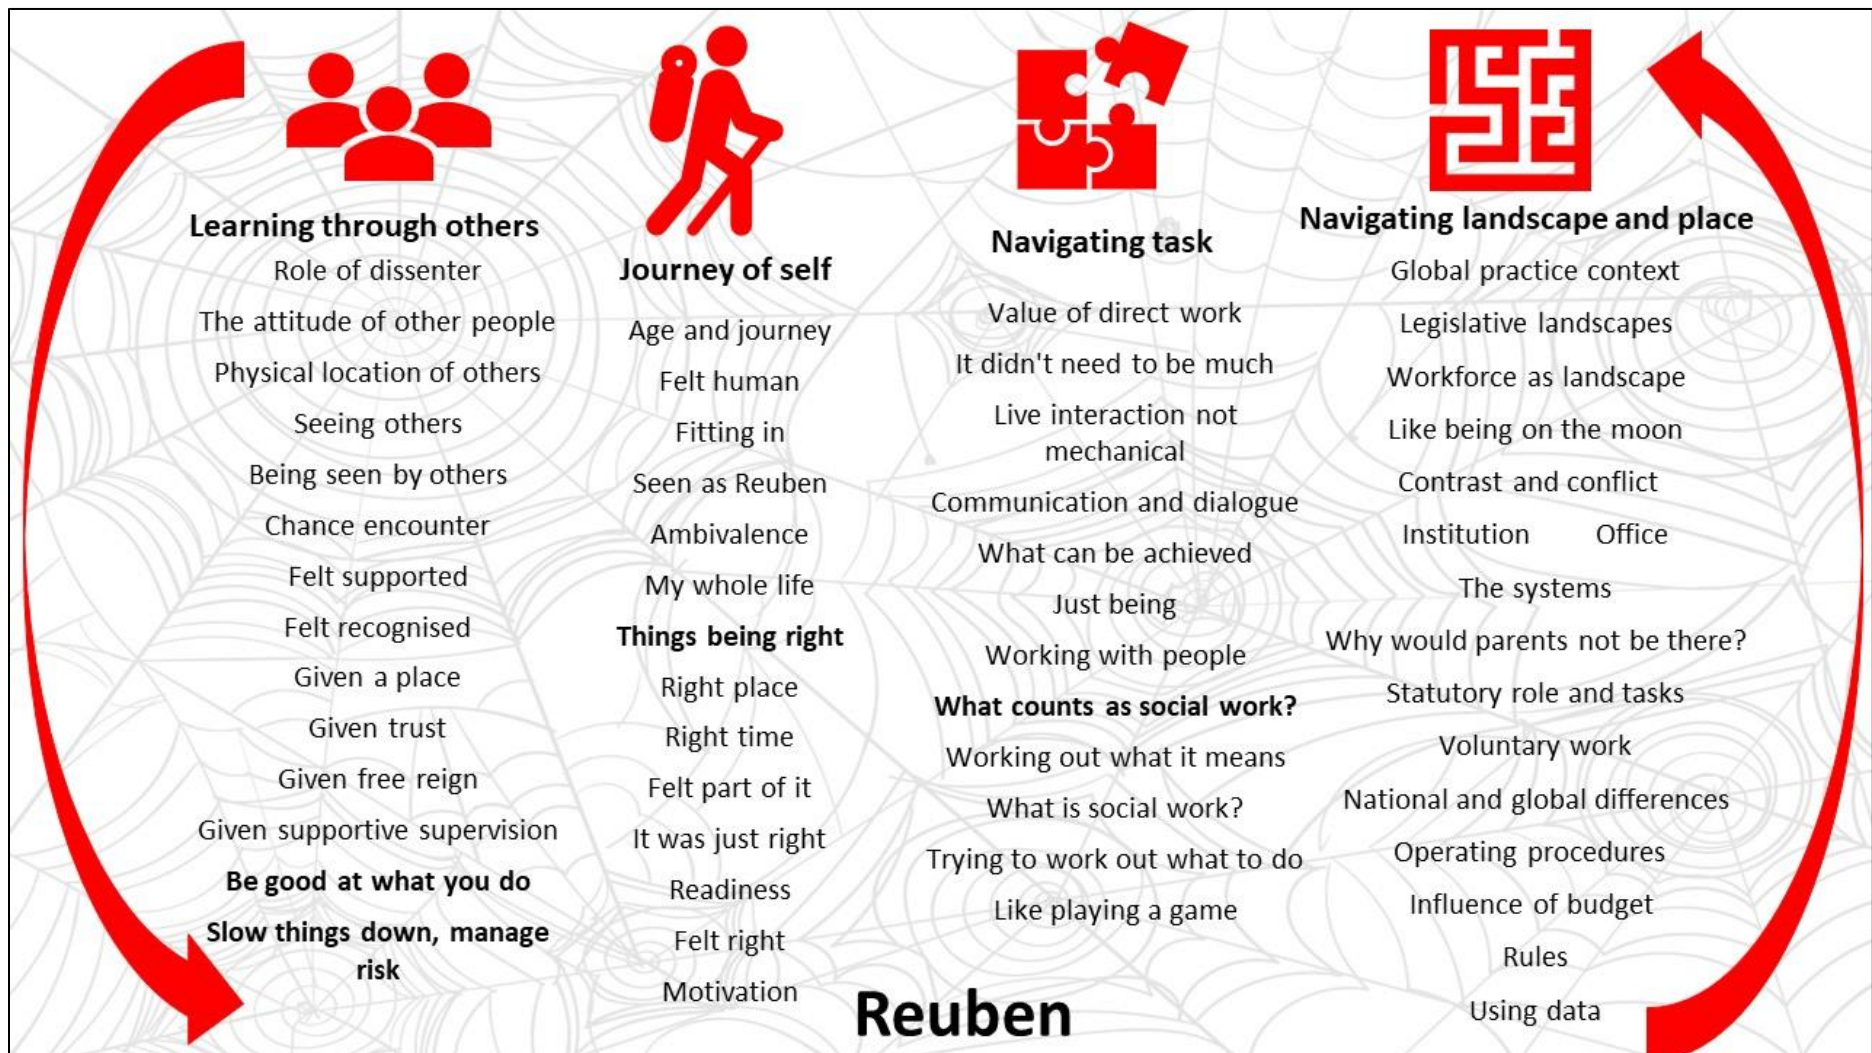 Learning through others
Role of dissenter
The attitude of other people
Physical location of others
Seeing others
Being seen by others
Chance encounter
Felt supported
Felt recognised
Given a place
Given trust
Given free reign
Given supportive supervision
Be good at what you do
Slow things down, manage
risk
Journey of self
Age and journey
Felt human
Fitting in
Seen as Reuben
Ambivalence
My whole life
Things being right
Right place
Right time
Felt part of it
It was just right
Readiness
Felt right
Motivation
Navigating task
Value of direct work
It didn't need to be much
Live interaction not
mechanical
Communication and dialogue
What can be achieved
Just being
Working with people
What counts as social work?
Working out what it means
What is social work?
Trying to work out what to do
Like playing a game
Navigating landscape and place
Global practice context
Legislative landscapes
Workforce as landscape
Like being on the moon
Contrast and conflict
Institution Office
The systems
Why would parents not be there?
Statutory role and tasks
Voluntary work
National and global differences
Operating procedures
Influence of budget
Rules
Using data
Reuben